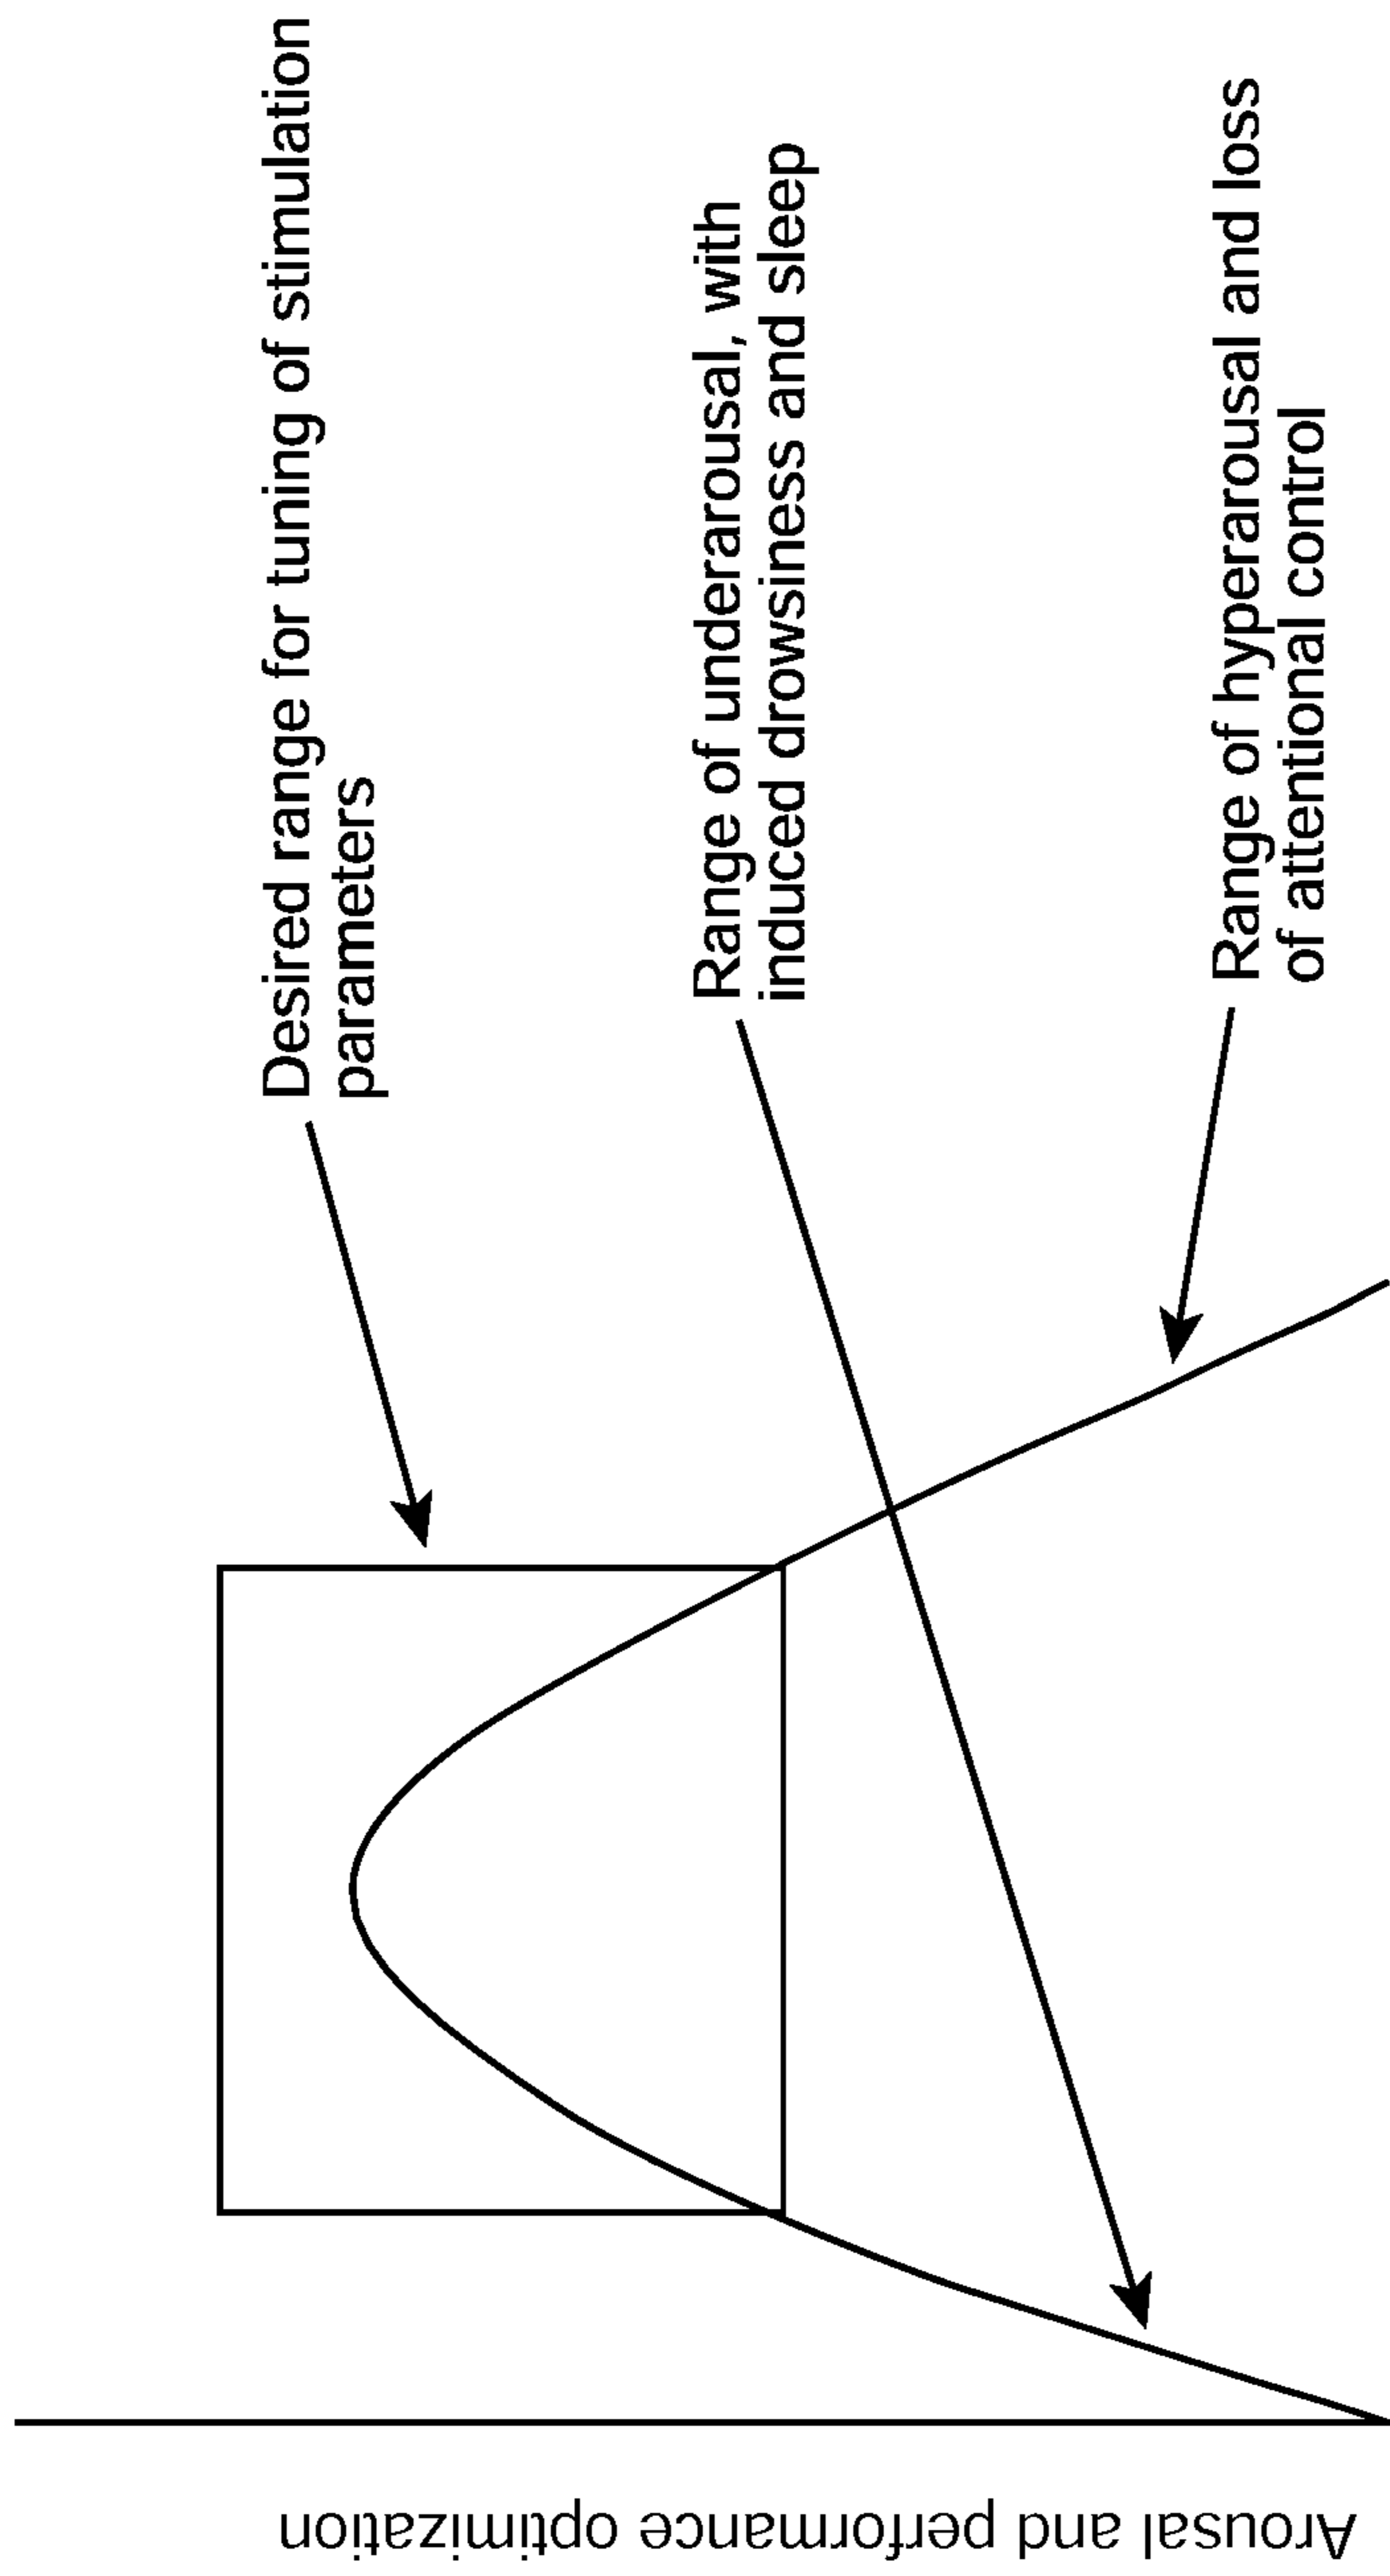 Desired range for tuning of stimulation
parameters
Range of underarousal, with
induced drowsiness and sleep
Range of hyperarousal and loss
of attentional control
Arousal and performance optimization